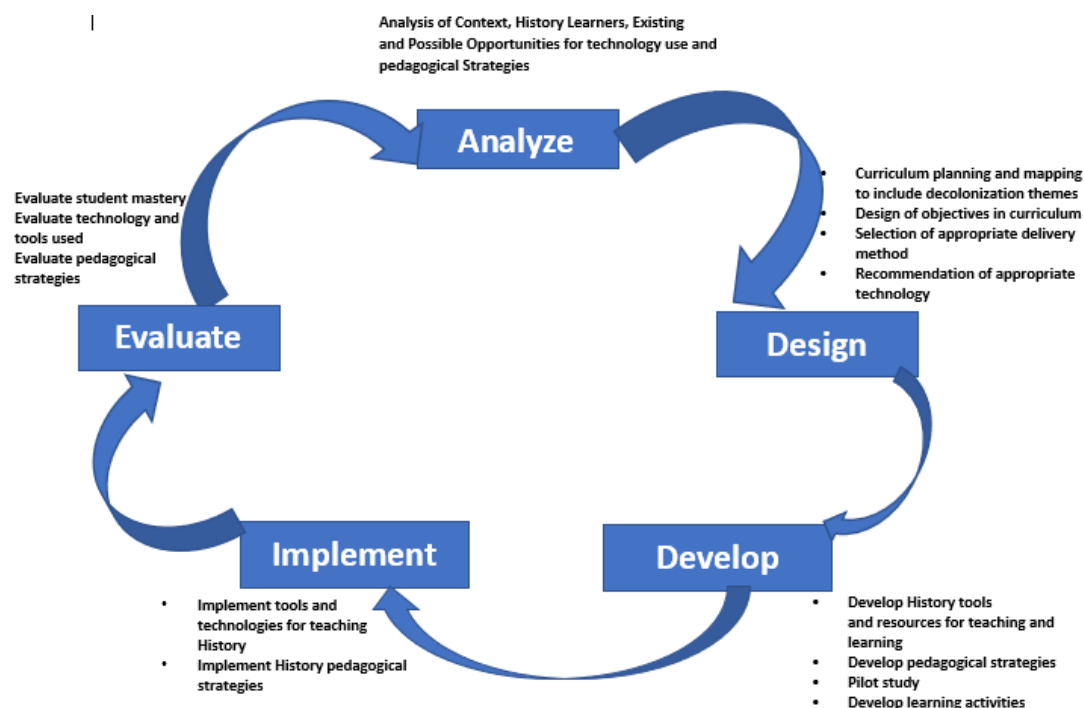 Analysis of Context, History Learners, Existing
and Possible Opportunities for technology use and
pedagogical Strategies
Analyze
• Curriculum planning and mapping
to include decolonization themes
• Design of objectives in curriculum
• Selection of appropriate delivery
method
• Recommendation of appropriate
technology
Evaluate student mastery
Evaluate technology and
tools used
Evaluate pedagogical
strategies
Evaluate
Design
Implement
Develop
• Implement tools and
technologies for teaching
History
• Implement History pedagogical
strategies
• Develop History tools
and resources for teaching and
learning
• Develop pedagogical strategies
• Pilot study
• Develop learning activities